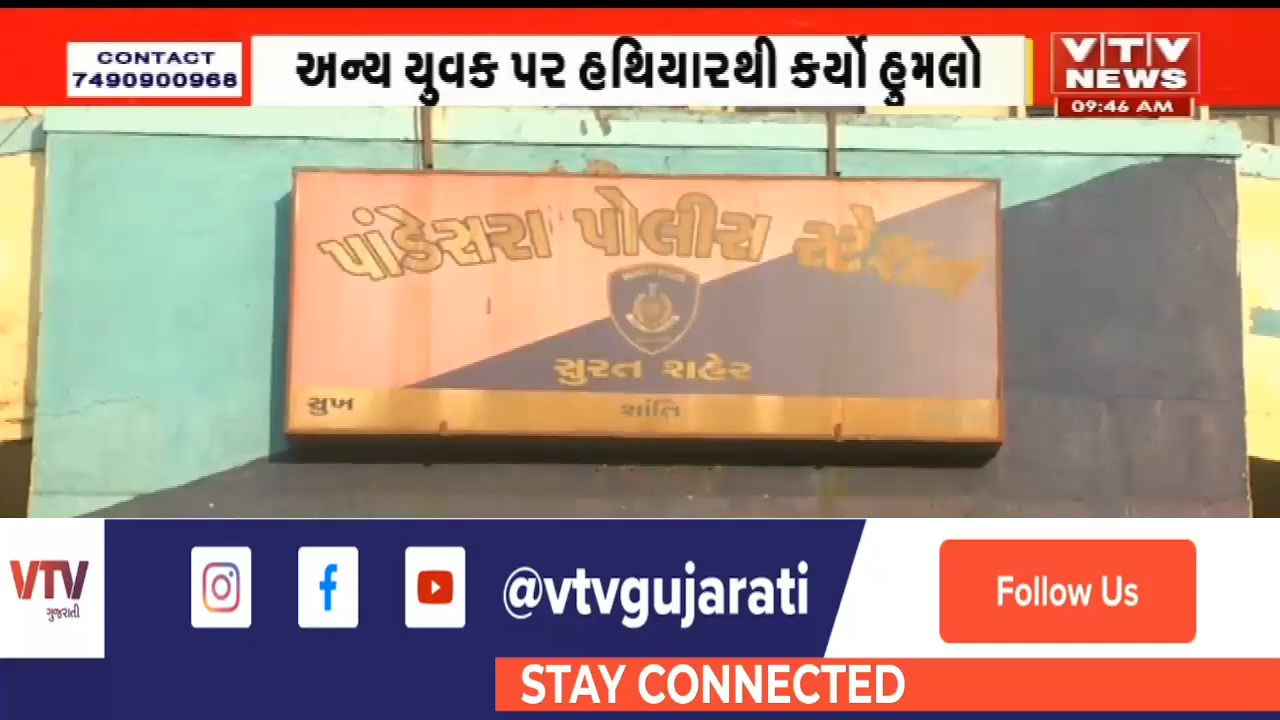 CONTACT
7490900968
અન્ય યુવક પર હથિયારથી કર્યો હુમલો
VTV
NEWS
09:46 AM
પાંડેસરા પોલીસ સ્ટેશન
સુરત શહેર
સુખ શાંતિ
VTV
ગુજરાતી
@vtvgujarati
Follow Us
STAY CONNECTED